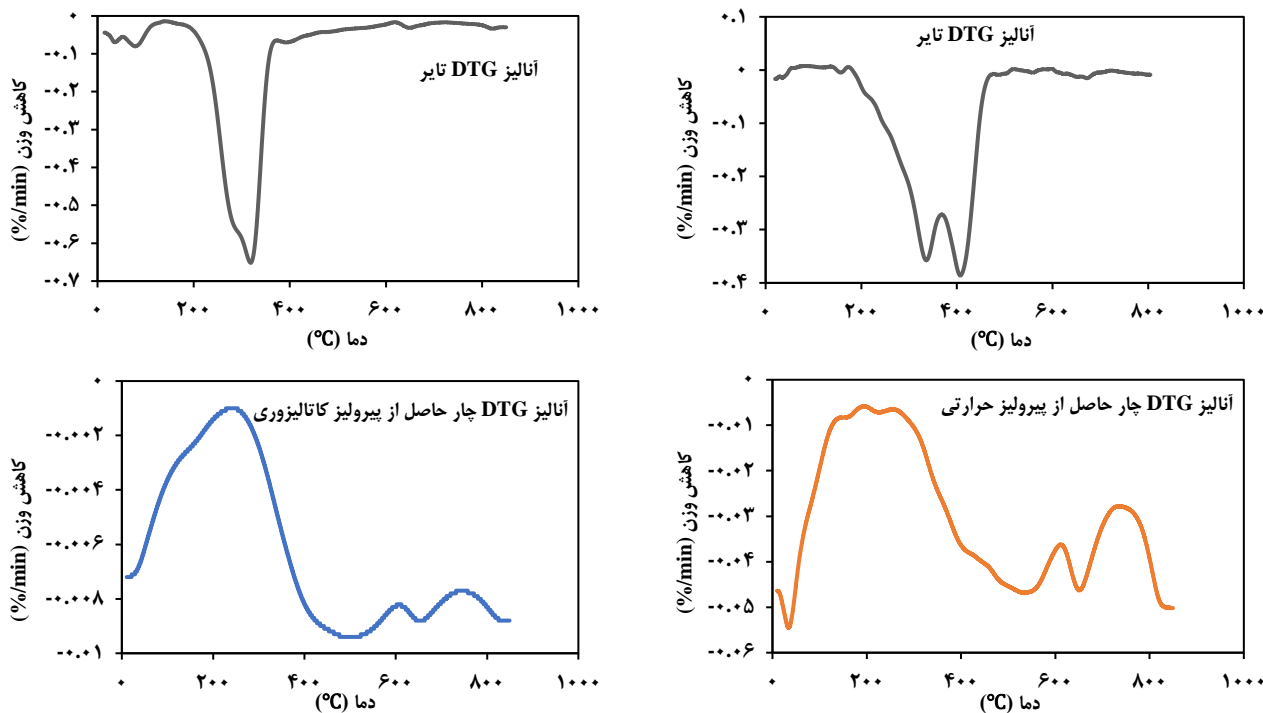 ۰
-۰.۱
-۰.۲
-۰.۳
-۰.۴
-۰.۵
-۰.۶
-۰.۷
۰ ۲۰۰ ۴۰۰ ۶۰۰ ۸۰۰ ۱۰۰۰
کاهش وزن (%/min)
دما (°C)
آنالیز DTG تایر
۰.۱
۰
-۰.۱
-۰.۲
-۰.۳
-۰.۴
۰ ۲۰۰ ۴۰۰ ۶۰۰ ۸۰۰ ۱۰۰۰
کاهش وزن (%/min)
دما (°C)
آنالیز DTG تایر
۰
-۰.۰۰۲
-۰.۰۰۴
-۰.۰۰۶
-۰.۰۰۸
-۰.۰۱
۰ ۲۰۰ ۴۰۰ ۶۰۰ ۸۰۰ ۱۰۰۰
کاهش وزن (%/min)
دما (°C)
آنالیز DTG چار حاصل از پیرولیز کاتالیزوری
۰
-۰.۰۱
-۰.۰۲
-۰.۰۳
-۰.۰۴
-۰.۰۵
-۰.۰۶
۰ ۲۰۰ ۴۰۰ ۶۰۰ ۸۰۰ ۱۰۰۰
کاهش وزن (%/min)
دما (°C)
آنالیز DTG چار حاصل از پیرولیز حرارتی